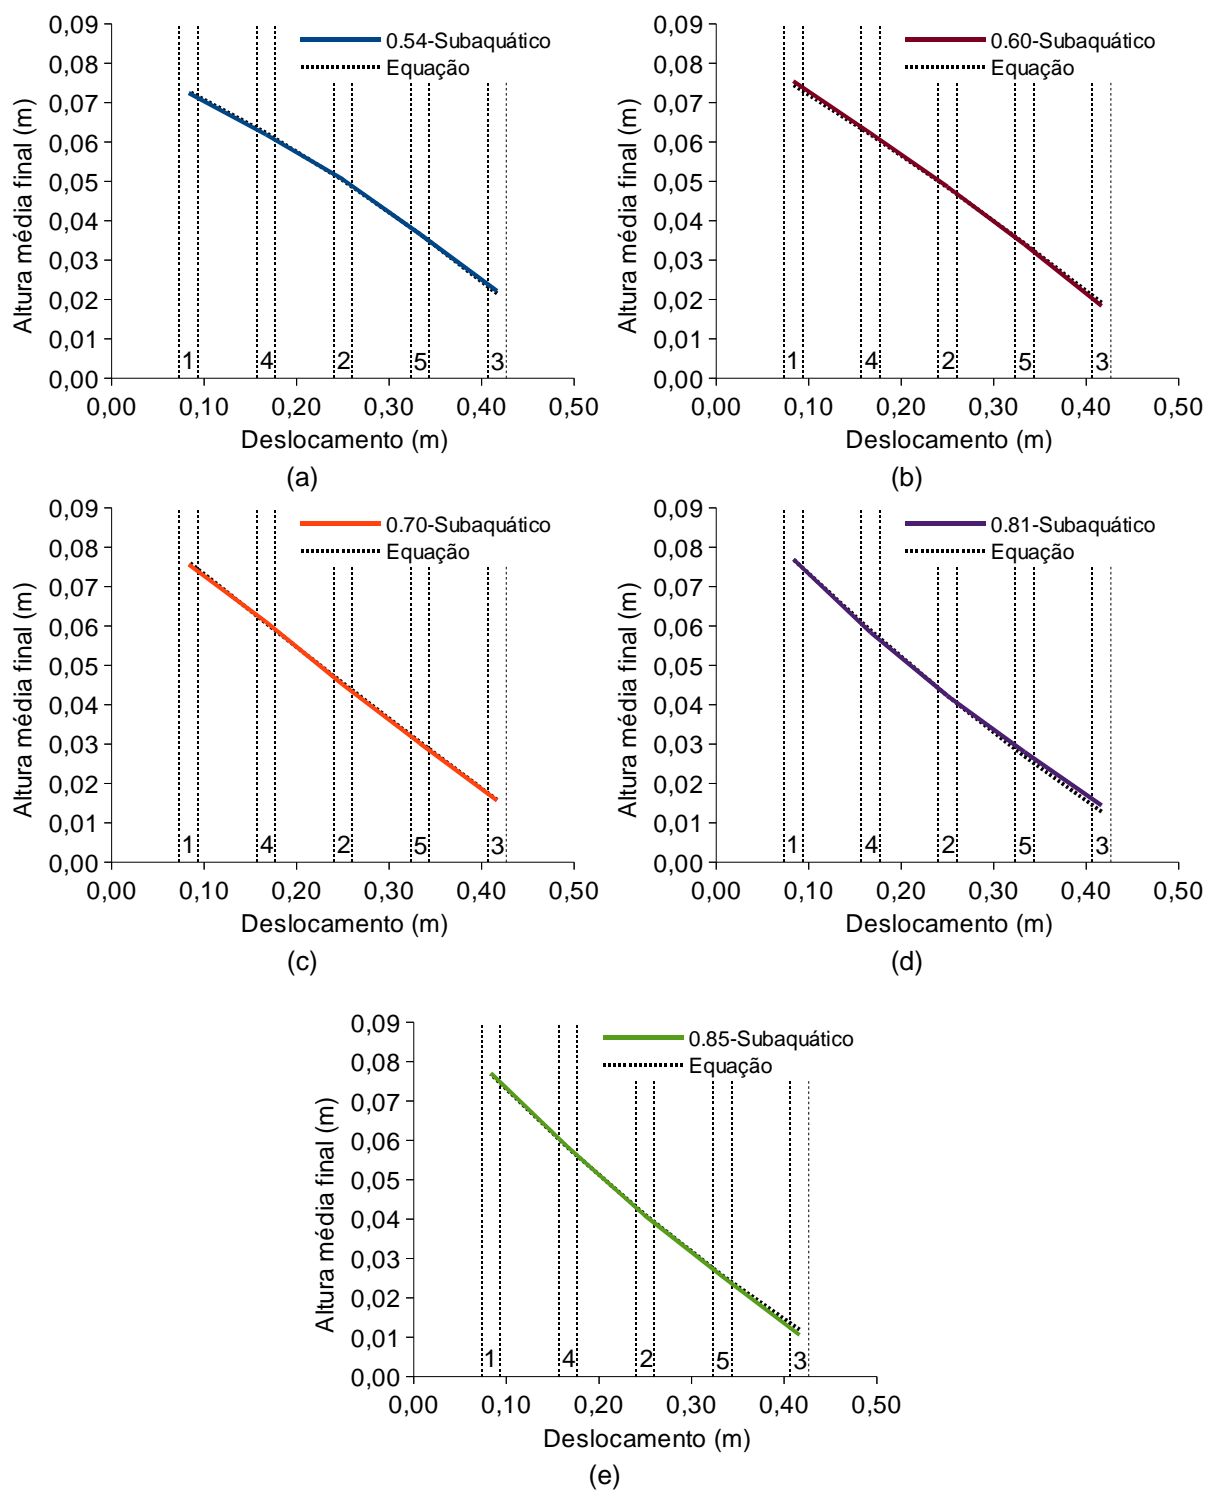 0,09
0,08
0,07
0,06
0,05
0,04
0,03
0,02
0,01
0,00
Altura média final (m)
0.54-Subaquático
Equação
1 4 2 5 3
0,00 0,10 0,20 0,30 0,40 0,50
Deslocamento (m)
(a)
0,09
0,08
0,07
0,06
0,05
0,04
0,03
0,02
0,01
0,00
Altura média final (m)
0.60-Subaquático
Equação
1 4 2 5 3
0,00 0,10 0,20 0,30 0,40 0,50
Deslocamento (m)
(b)
0,09
0,08
0,07
0,06
0,05
0,04
0,03
0,02
0,01
0,00
Altura média final (m)
0.70-Subaquático
Equação
1 4 2 5 3
0,00 0,10 0,20 0,30 0,40 0,50
Deslocamento (m)
(c)
0,09
0,08
0,07
0,06
0,05
0,04
0,03
0,02
0,01
0,00
Altura média final (m)
0.81-Subaquático
Equação
1 4 2 5 3
0,00 0,10 0,20 0,30 0,40 0,50
Deslocamento (m)
(d)
0,09
0,08
0,07
0,06
0,05
0,04
0,03
0,02
0,01
0,00
Altura média final (m)
0.85-Subaquático
Equação
1 4 2 5 3
0,00 0,10 0,20 0,30 0,40 0,50
Deslocamento (m)
(e)